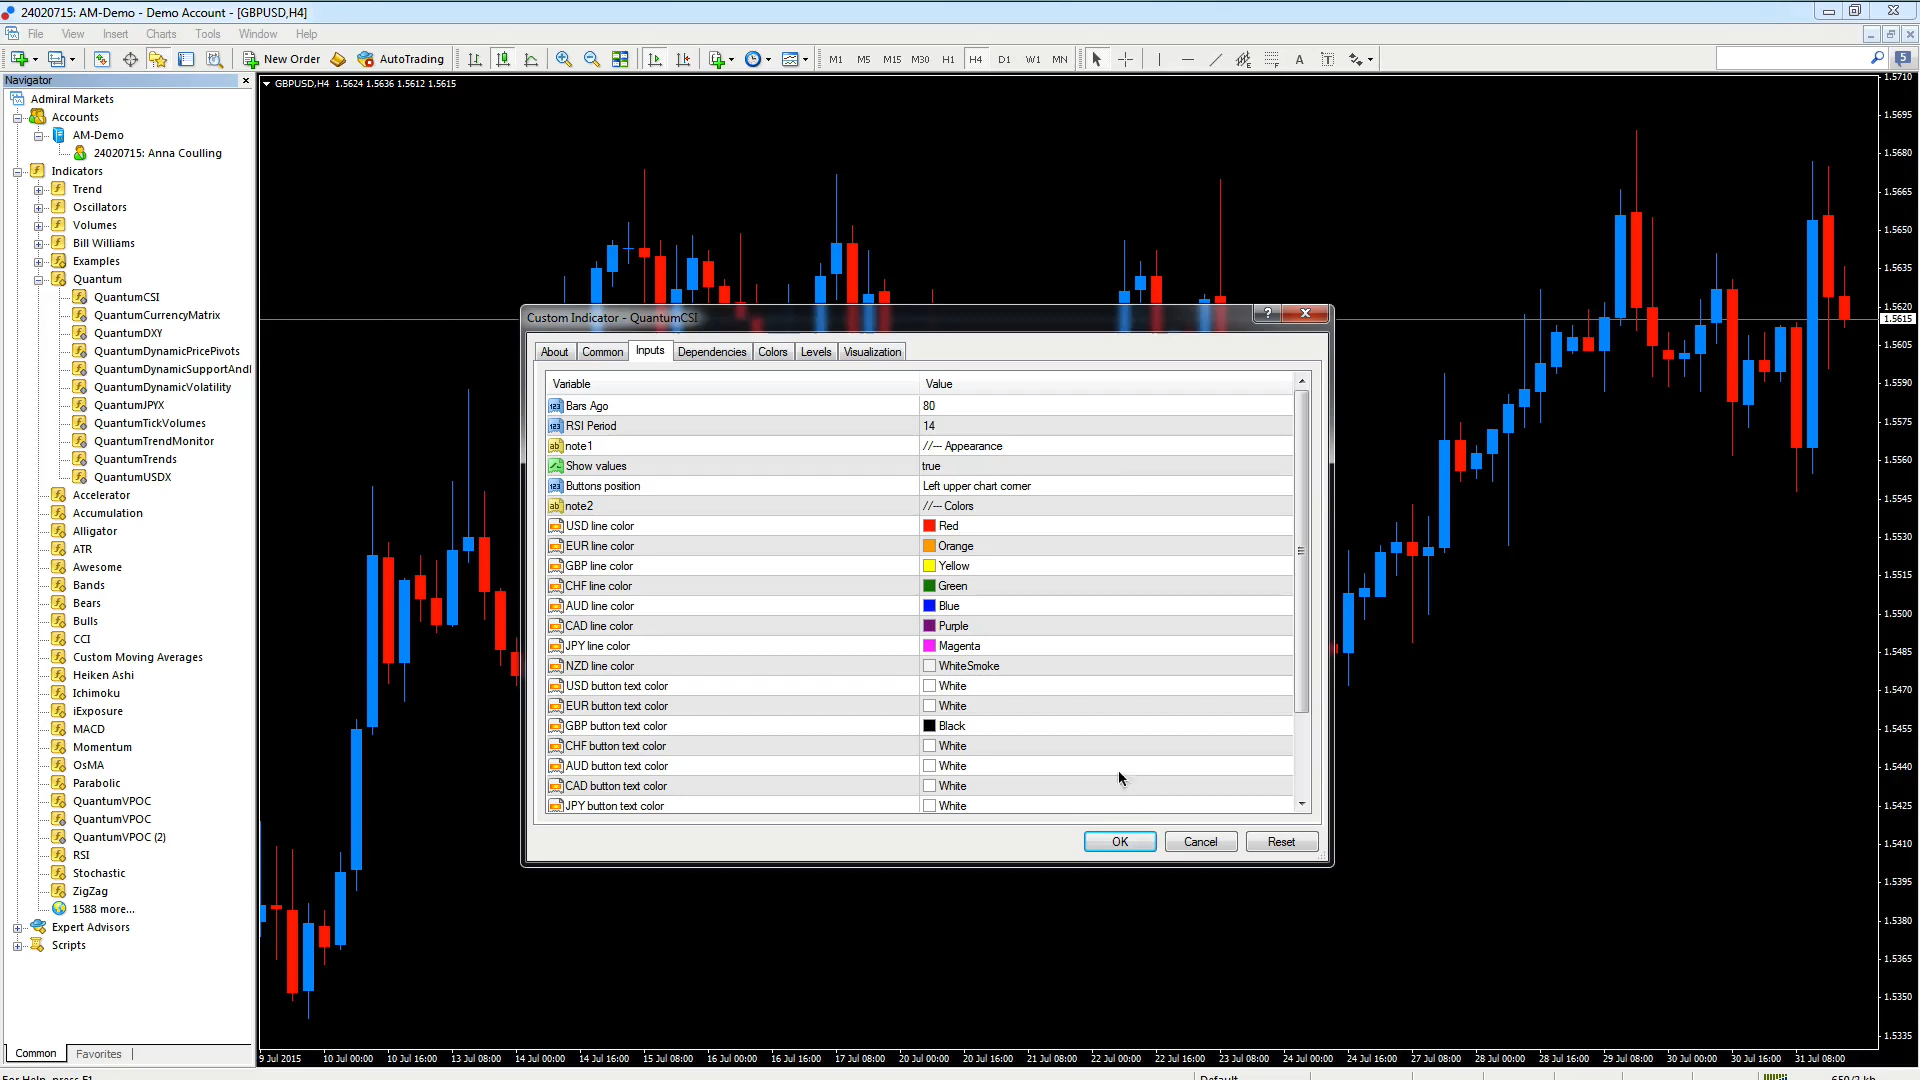 24020715: AM-Demo - Demo Account - [GBPUSD,H4]
File View Insert Charts Tools Window Help
New Order AutoTrading M1 M5 M15 M30 H1 H4 D1 W1 MN A T 5
Navigator
Admiral Markets
Accounts
AM-Demo
24020715: Anna Coulling
Indicators
Trend
Oscillators
Volumes
Bill Williams
Examples
Quantum
QuantumCSI
QuantumCurrencyMatrix
QuantumDXY
QuantumDynamicPricePivots
QuantumDynamicSupportAndI
QuantumDynamicVolatility
QuantumJPYX
QuantumTickVolumes
QuantumTrendMonitor
QuantumTrends
QuantumUSDX
Accelerator
Accumulation
Alligator
ATR
Awesome
Bands
Bears
Bulls
CCI
Custom Moving Averages
Heiken Ashi
Ichimoku
iExposure
MACD
Momentum
OsMA
Parabolic
QuantumVPOC
QuantumVPOC
QuantumVPOC (2)
RSI
Stochastic
ZigZag
1588 more...
Expert Advisors
Scripts
Common Favorites
GBPUSD,H4 1.5624 1.5636 1.5612 1.5615
Custom Indicator - QuantumCSI
?
About Common Inputs Dependencies Colors Levels Visualization
Variable Value
Bars Ago 80
RSI Period 14
note1 //--- Appearance
Show values true
Buttons position Left upper chart corner
note2 //--- Colors
USD line color Red
EUR line color Orange
GBP line color Yellow
CHF line color Green
AUD line color Blue
CAD line color Purple
JPY line color Magenta
NZD line color WhiteSmoke
USD button text color White
EUR button text color White
GBP button text color Black
CHF button text color White
AUD button text color White
CAD button text color White
JPY button text color White
OK Cancel Reset
1.5710
1.5695
1.5680
1.5665
1.5650
1.5635
1.5620
1.5615
1.5605
1.5590
1.5575
1.5560
1.5545
1.5530
1.5515
1.5500
1.5485
1.5470
1.5455
1.5440
1.5425
1.5410
1.5395
1.5380
1.5365
1.5350
1.5335
9 Jul 2015 10 Jul 00:00 10 Jul 16:00 13 Jul 08:00 14 Jul 00:00 14 Jul 16:00 15 Jul 08:00 16 Jul 00:00 16 Jul 16:00 17 Jul 08:00 20 Jul 00:00 20 Jul 16:00 21 Jul 08:00 22 Jul 00:00 22 Jul 16:00 23 Jul 08:00 24 Jul 00:00 24 Jul 16:00 27 Jul 08:00 28 Jul 00:00 28 Jul 16:00 29 Jul 08:00 30 Jul 00:00 30 Jul 16:00 31 Jul 08:00
For Help, press F1 Default 650/2 kb